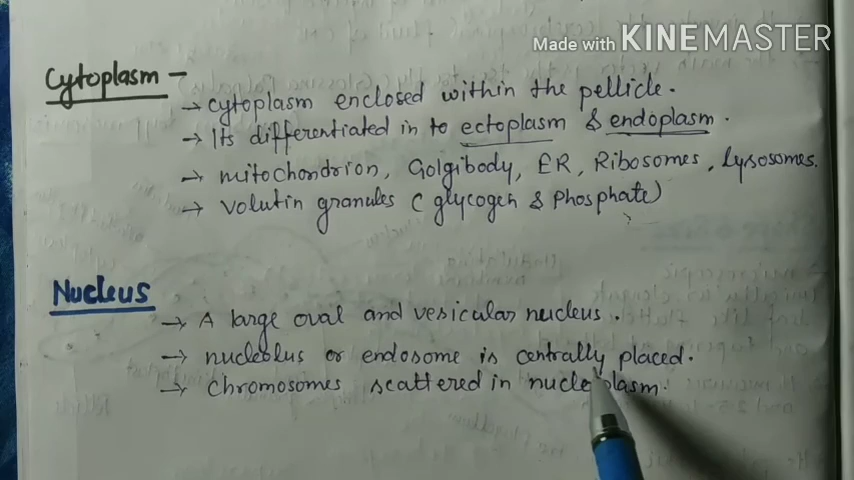 Made with KINEMASTER
Cytoplasm -
→ Cytoplasm enclosed within the pellicle.
→ Its differentiated in to ectoplasm & endoplasm.
→ mitochondrion, Golgibody, ER, Ribosomes, Lysosomes.
→ Volutin granules (glycogen & Phosphate)
Nucleus
→ A large oval and vesicular nucleus.
→ nucleolus or endosome is centrally placed.
→ Chromosomes scattered in nucleoplasm.